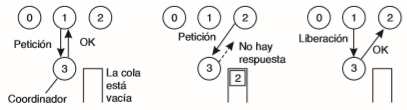 0 1 2
Petición OK
3
La cola
está
vacía
Coordinador
0 1 2
Petición
No hay
respuesta
3
2
0 1 2
Liberación
OK
3